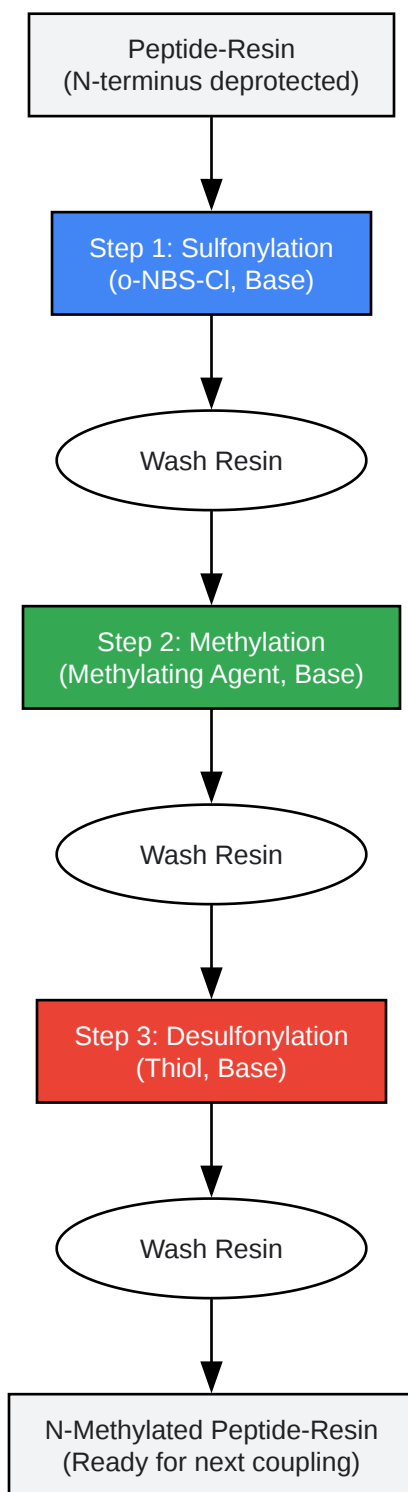 Peptide-Resin
(N-terminus deprotected)
Step 1: Sulfonylation
(o-NBS-Cl, Base)
Wash Resin
Step 2: Methylation
(Methylating Agent, Base)
Wash Resin
Step 3: Desulfonylation
(Thiol, Base)
Wash Resin
N-Methylated Peptide-Resin
(Ready for next coupling)